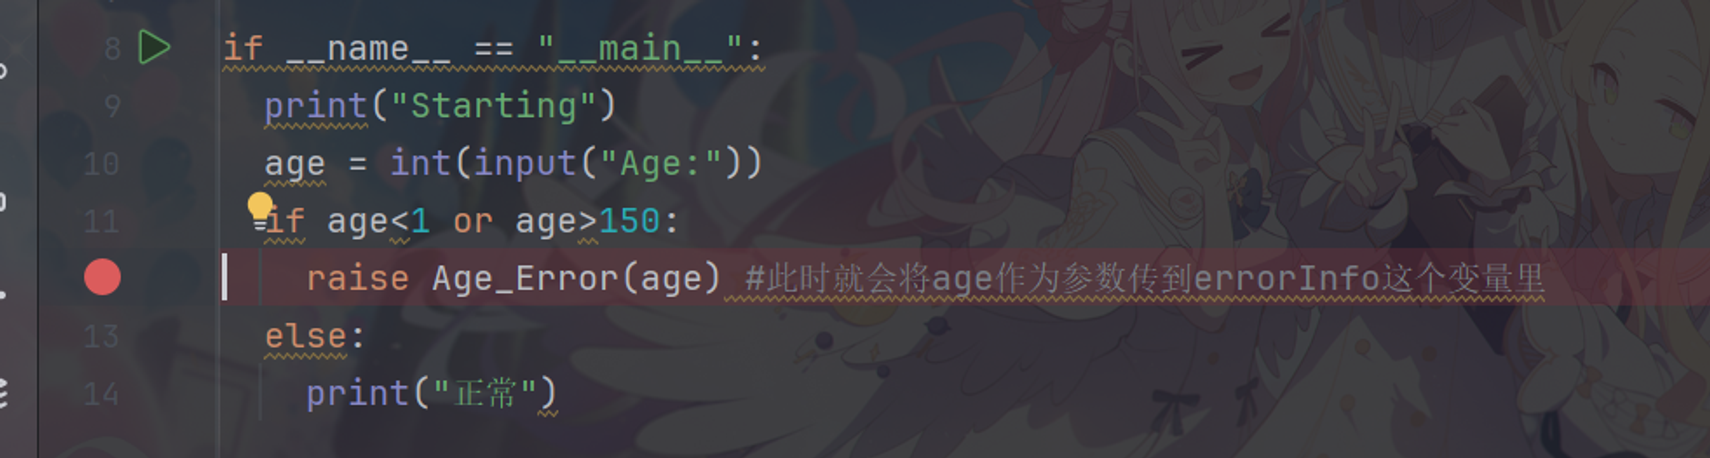 8 if __name__ == "__main__":
9 print("Starting")
10 age = int(input("Age:"))
11 if age<1 or age>150:
raise Age_Error(age) #此时就会将age作为参数传到errorInfo这个变量里
13 else:
14 print("正常")